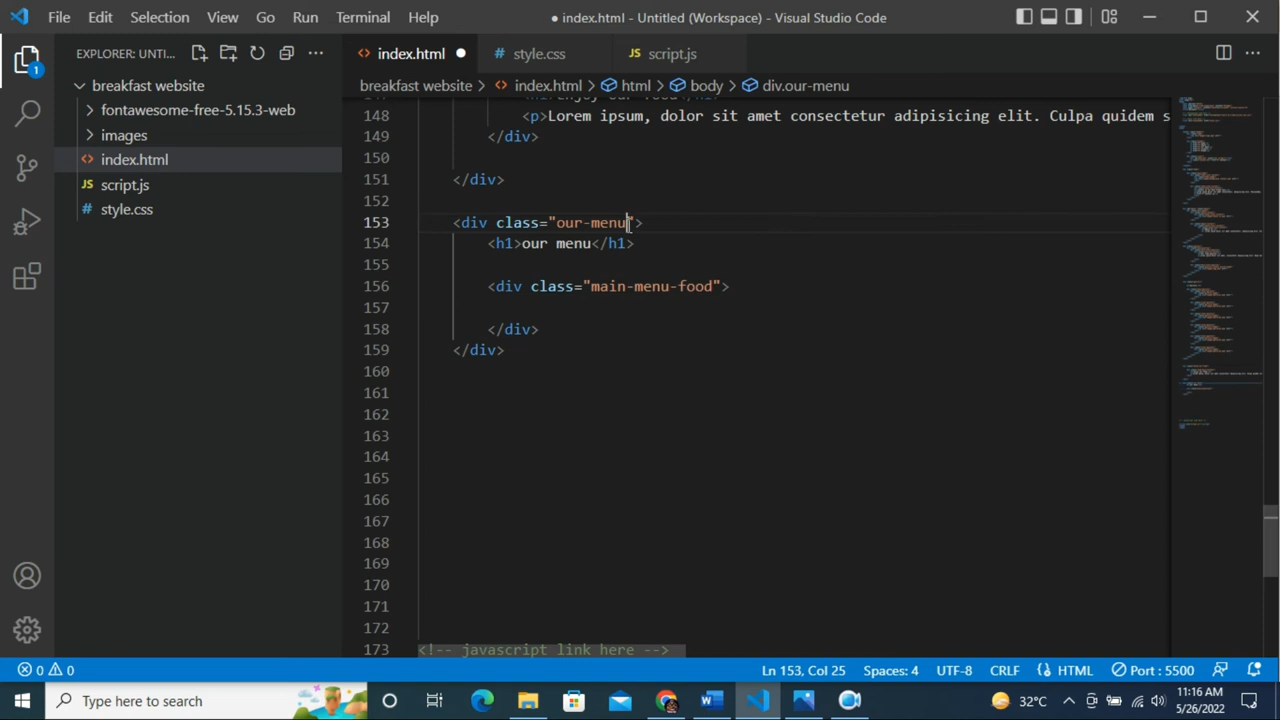 File Edit Selection View Go Run Terminal Help
● index.html - Untitled (Workspace) - Visual Studio Code
EXPLORER: UNTI...
index.html ●
# style.css
JS script.js
breakfast website
fontawesome-free-5.15.3-web
images
<> index.html
JS script.js
# style.css
1
breakfast website > <> index.html > html > body > div.our-menu
148 <p>Lorem ipsum, dolor sit amet consectetur adipisicing elit. Culpa quidem s
149 </div>
150
151 </div>
152
153 <div class="our-menu">
154 <h1>our menu</h1>
155
156 <div class="main-menu-food">
157
158 </div>
159 </div>
160
161
162
163
164
165
166
167
168
169
170
171
172
173 <!-- javascript link here -->
0 0 Ln 153, Col 25 Spaces: 4 UTF-8 CRLF HTML Port : 5500
Type here to search
32°C
11:16 AM
5/26/2022